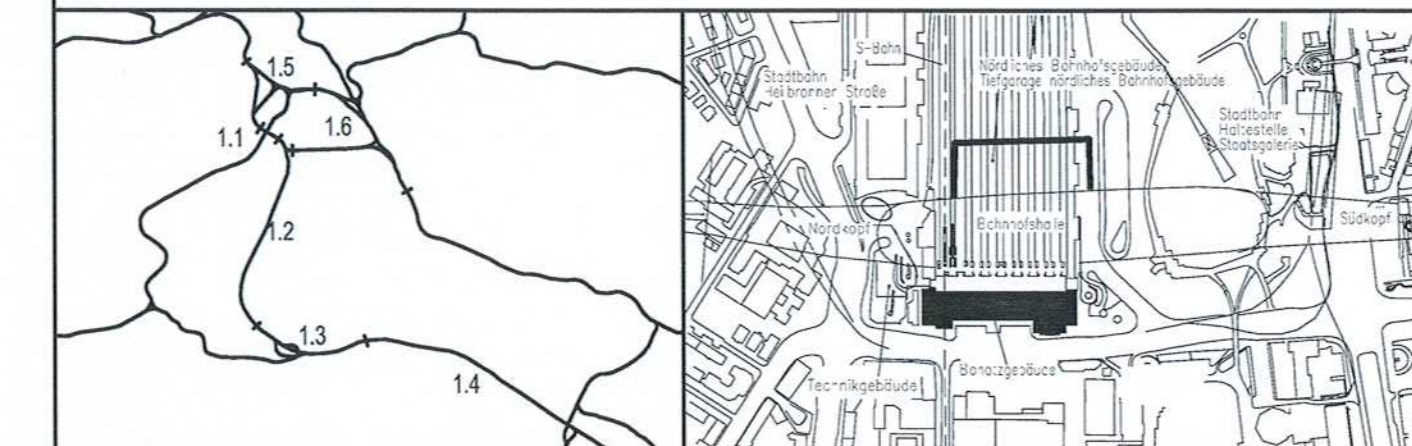 1.5
1.1
1.6
1.2
1.3
1.4
S-Bahn
Stadtbahn
Heilbronner Straße
Nördliches Bahnhofsgebäude
Tiefgarage nördliches Bahnhofsgebäude
Stadtbahn
Haltestelle
Staatsgalerie
Nordkopf
Bahnhofshalle
Südkopf
Technikgebäude
Bonatzgebäude